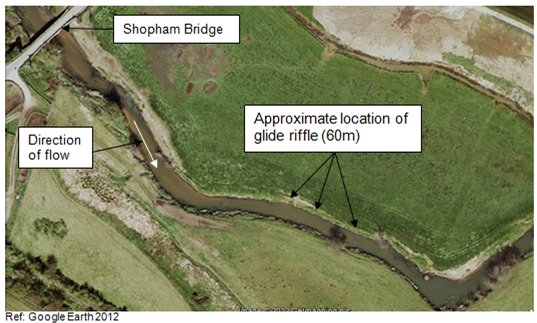 Shopham Bridge
Approximate location of
glide riffle (60m)
Direction
of flow
Ref: Google Earth 2012